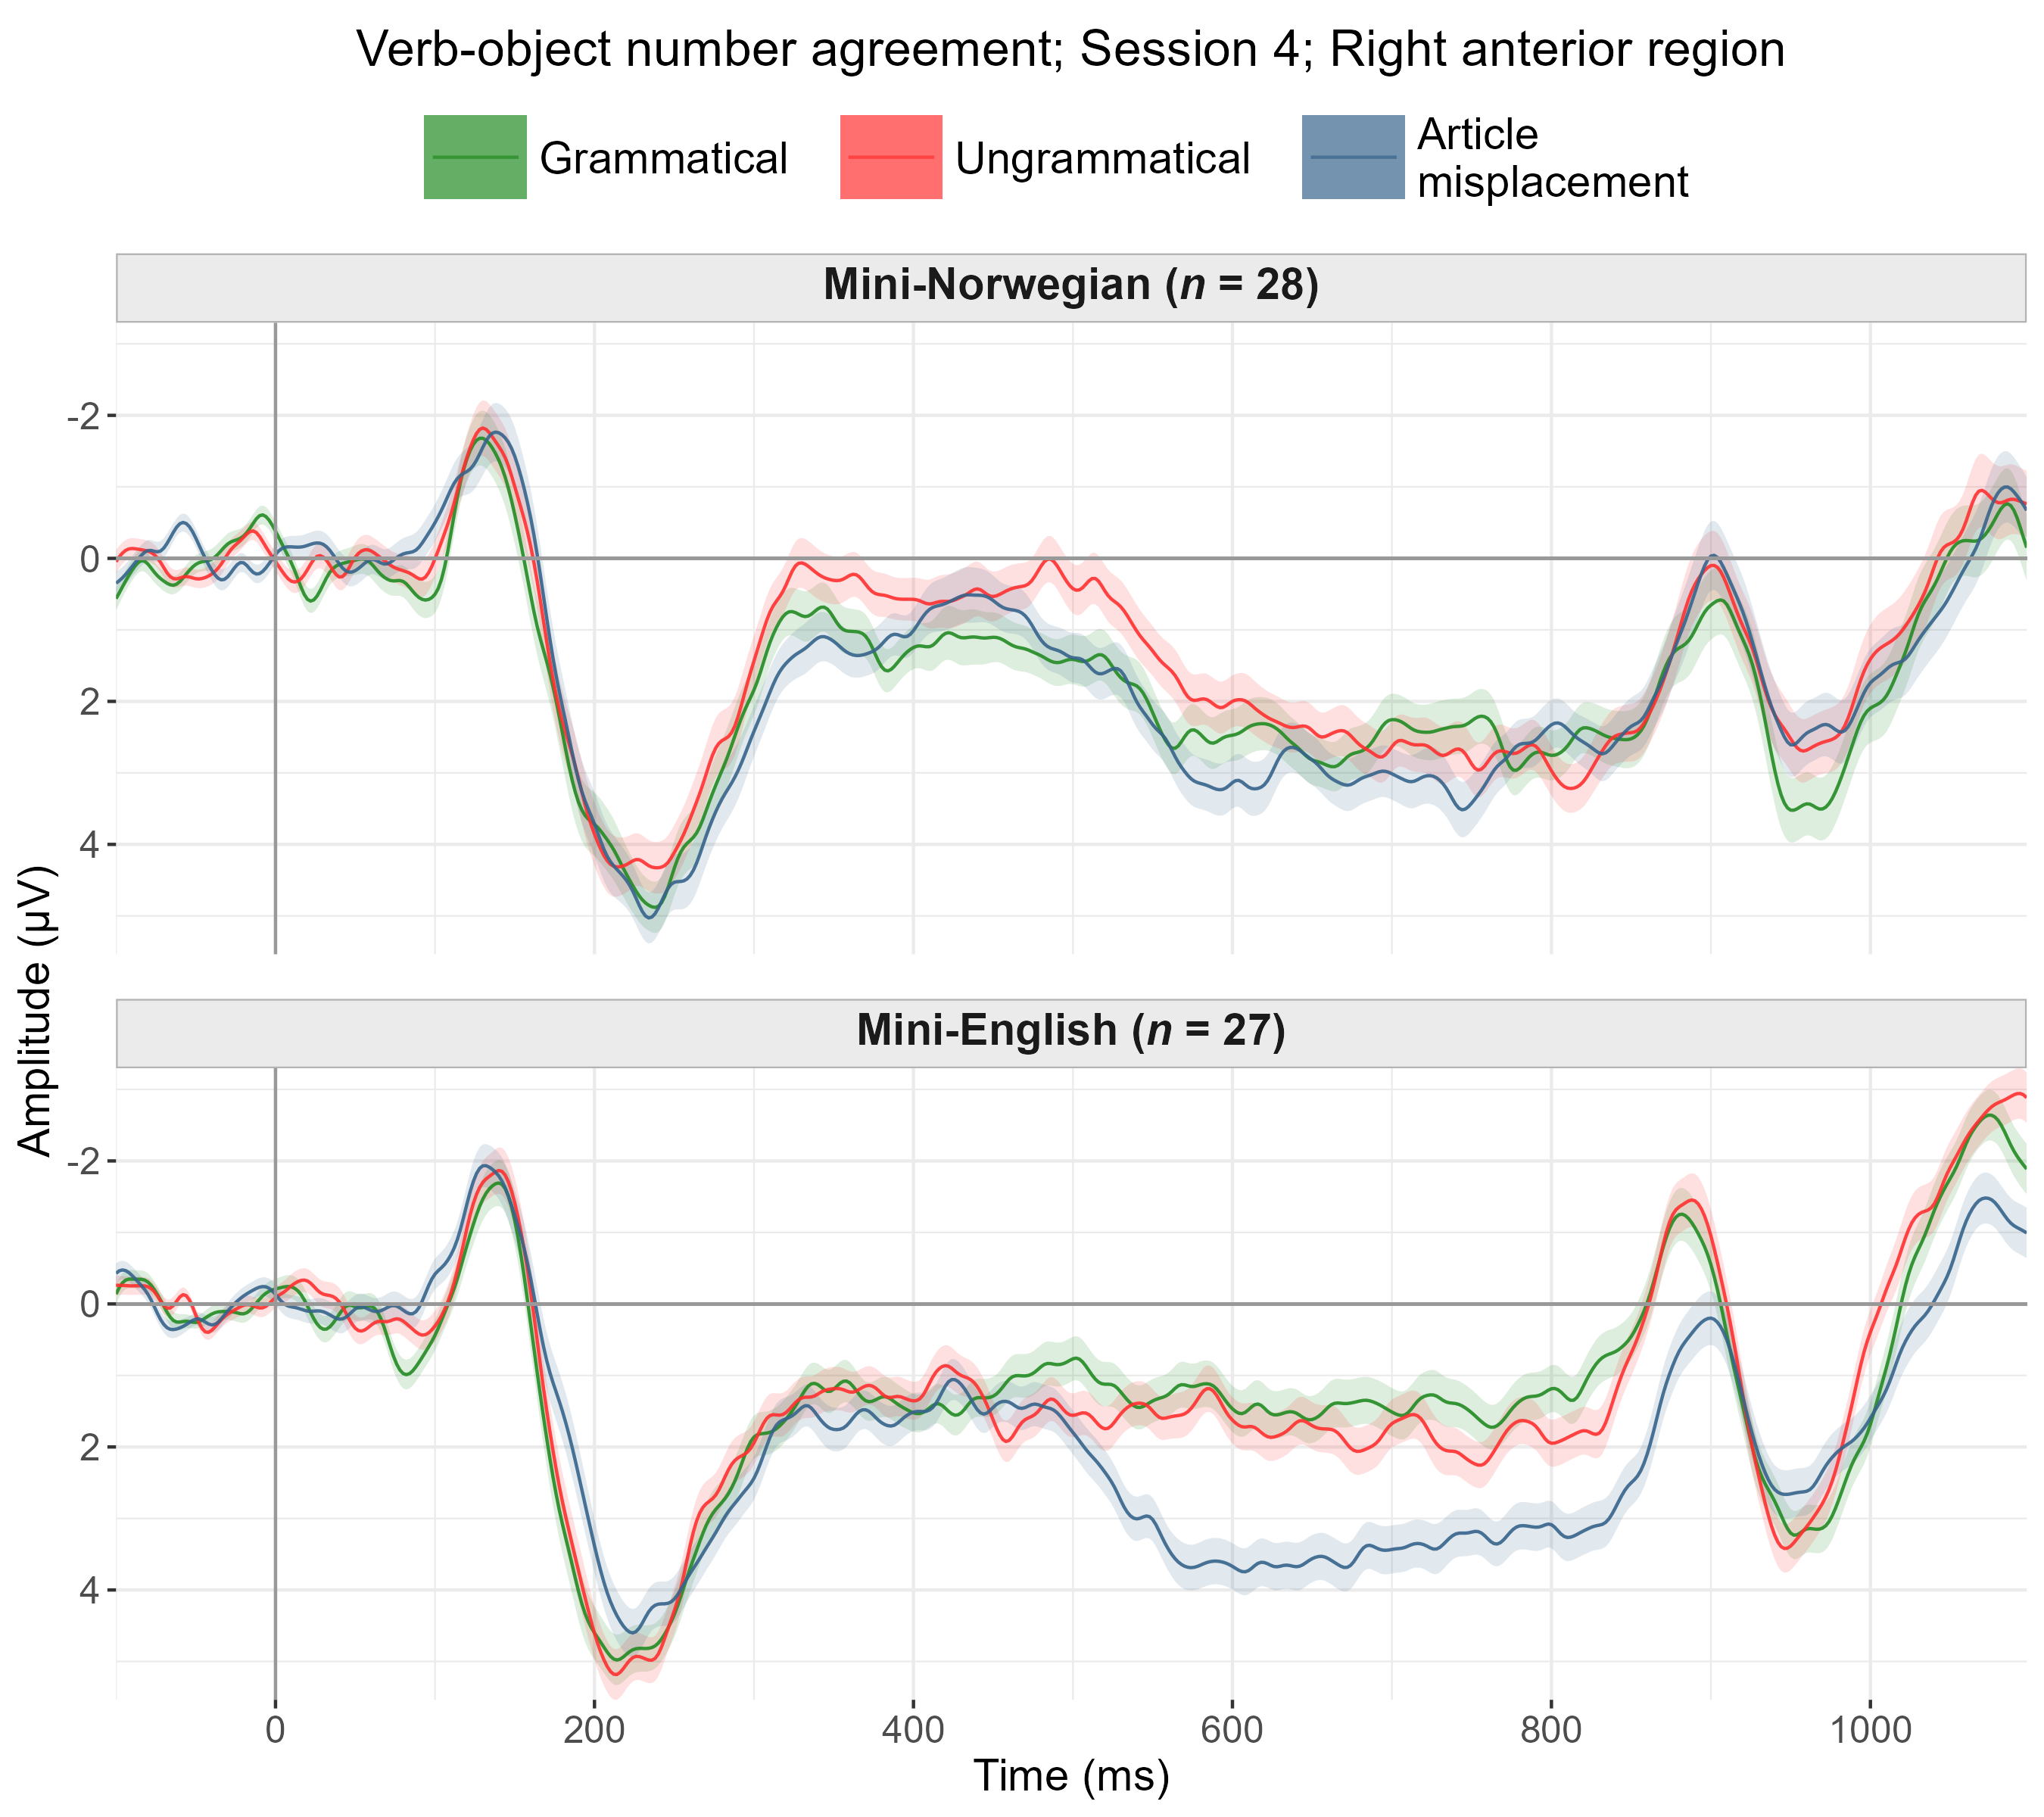 Verb-object number agreement; Session 4; Right anterior region
Grammatical
Ungrammatical
Article
misplacement
Mini-Norwegian (n = 28)
-2
0
2
4
Amplitude (µV)
Mini-English (n = 27)
-2
0
2
4
0 200 400 600 800 1000
Time (ms)